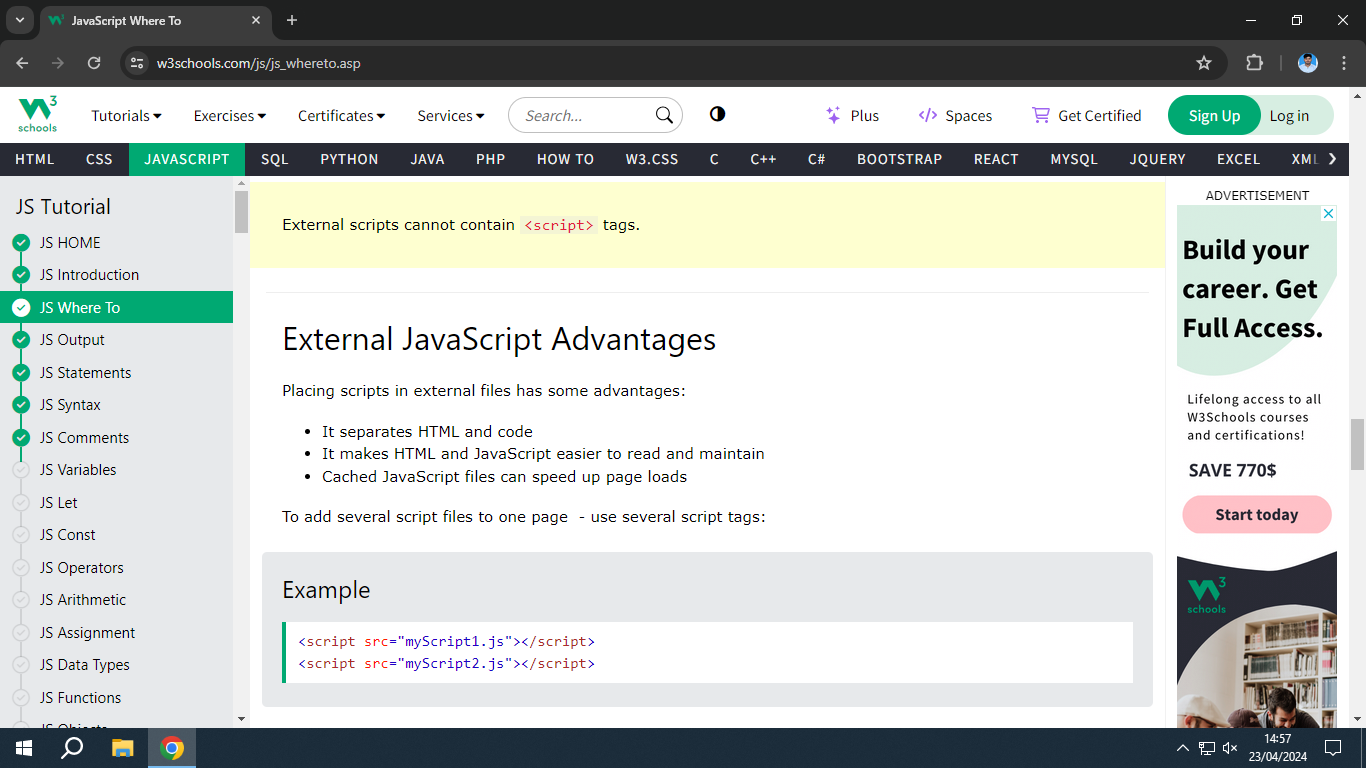 JavaScript Where To
w3schools.com/js/js_whereto.asp
W3
schools
Tutorials
Exercises
Certificates
Services
Search...
Plus
Spaces
Get Certified
Sign Up
Log in
HTML
CSS
JAVASCRIPT
SQL
PYTHON
JAVA
PHP
HOW TO
W3.CSS
C
C++
C#
BOOTSTRAP
REACT
MYSQL
JQUERY
EXCEL
XML
JS Tutorial
JS HOME
JS Introduction
JS Where To
JS Output
JS Statements
JS Syntax
JS Comments
JS Variables
JS Let
JS Const
JS Operators
JS Arithmetic
JS Assignment
JS Data Types
JS Functions
JS Objects
External scripts cannot contain <script> tags.
External JavaScript Advantages
Placing scripts in external files has some advantages:
• It separates HTML and code
• It makes HTML and JavaScript easier to read and maintain
• Cached JavaScript files can speed up page loads
To add several script files to one page - use several script tags:
Example
<script src="myScript1.js"></script>
<script src="myScript2.js"></script>
ADVERTISEMENT
Build your
career. Get
Full Access.
Lifelong access to all
W3Schools courses
and certifications!
SAVE 770$
Start today
W3
schools
14:57
23/04/2024